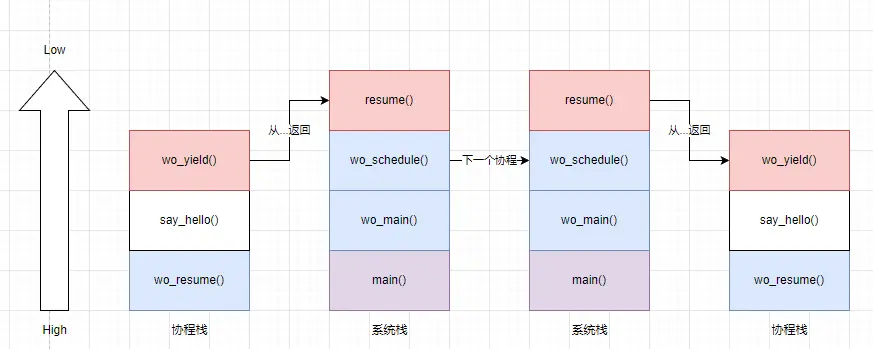 Low
High
wo_yield()
say_hello()
wo_resume()
协程栈
从...返回
resume()
wo_schedule()
wo_main()
main()
系统栈
下一个协程
resume()
wo_schedule()
wo_main()
main()
系统栈
从...返回
wo_yield()
say_hello()
wo_resume()
协程栈